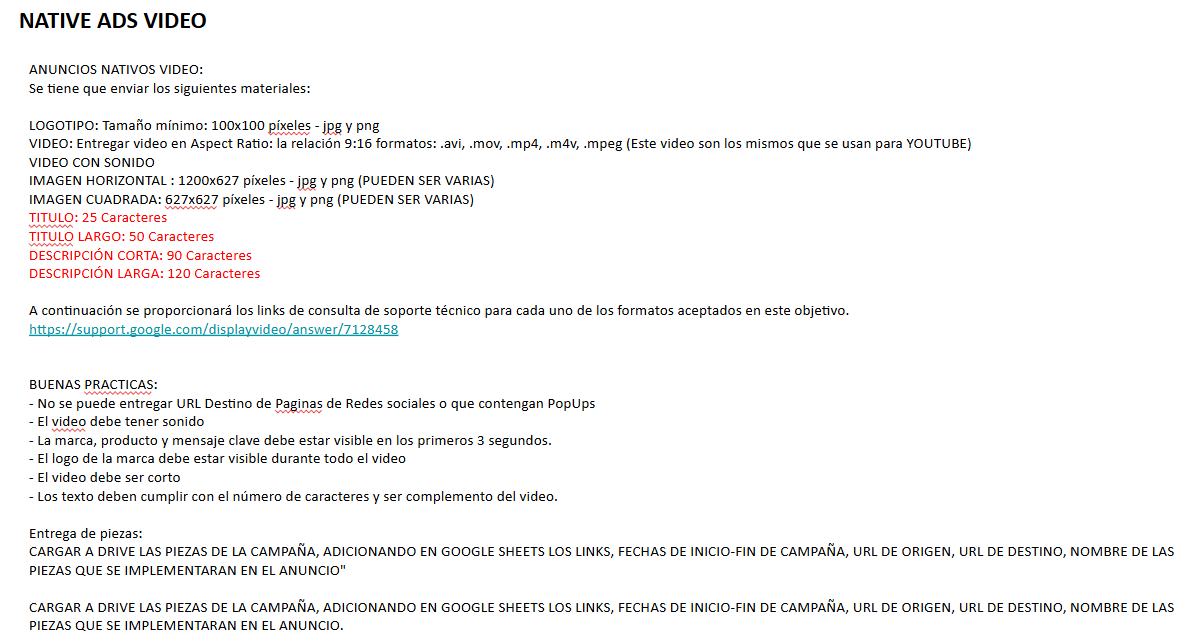 NATIVE ADS VIDEO
ANUNCIOS NATIVOS VIDEO:
Se tiene que enviar los siguientes materiales:
LOGOTIPO: Tamaño mínimo: 100x100 píxeles - jpg y png
VIDEO: Entregar video en Aspect Ratio: la relación 9:16 formatos: .avi, .mov, .mp4, .m4v, .mpeg (Este video son los mismos que se usan para YOUTUBE)
VIDEO CON SONIDO
IMAGEN HORIZONTAL : 1200x627 píxeles - jpg y png (PUEDEN SER VARIAS)
IMAGEN CUADRADA: 627x627 píxeles - jpg y png (PUEDEN SER VARIAS)
TITULO: 25 Caracteres
TITULO LARGO: 50 Caracteres
DESCRIPCIÓN CORTA: 90 Caracteres
DESCRIPCIÓN LARGA: 120 Caracteres
A continuación se proporcionará los links de consulta de soporte técnico para cada uno de los formatos aceptados en este objetivo.
https://support.google.com/displayvideo/answer/7128458
BUENAS PRACTICAS:
- No se puede entregar URL Destino de Paginas de Redes sociales o que contengan PopUps
- El video debe tener sonido
- La marca, producto y mensaje clave debe estar visible en los primeros 3 segundos.
- El logo de la marca debe estar visible durante todo el video
- El video debe ser corto
- Los texto deben cumplir con el número de caracteres y ser complemento del video.
Entrega de piezas:
CARGAR A DRIVE LAS PIEZAS DE LA CAMPAÑA, ADICIONANDO EN GOOGLE SHEETS LOS LINKS, FECHAS DE INICIO-FIN DE CAMPAÑA, URL DE ORIGEN, URL DE DESTINO, NOMBRE DE LAS
PIEZAS QUE SE IMPLEMENTARAN EN EL ANUNCIO"
CARGAR A DRIVE LAS PIEZAS DE LA CAMPAÑA, ADICIONANDO EN GOOGLE SHEETS LOS LINKS, FECHAS DE INICIO-FIN DE CAMPAÑA, URL DE ORIGEN, URL DE DESTINO, NOMBRE DE LAS
PIEZAS QUE SE IMPLEMENTARAN EN EL ANUNCIO.